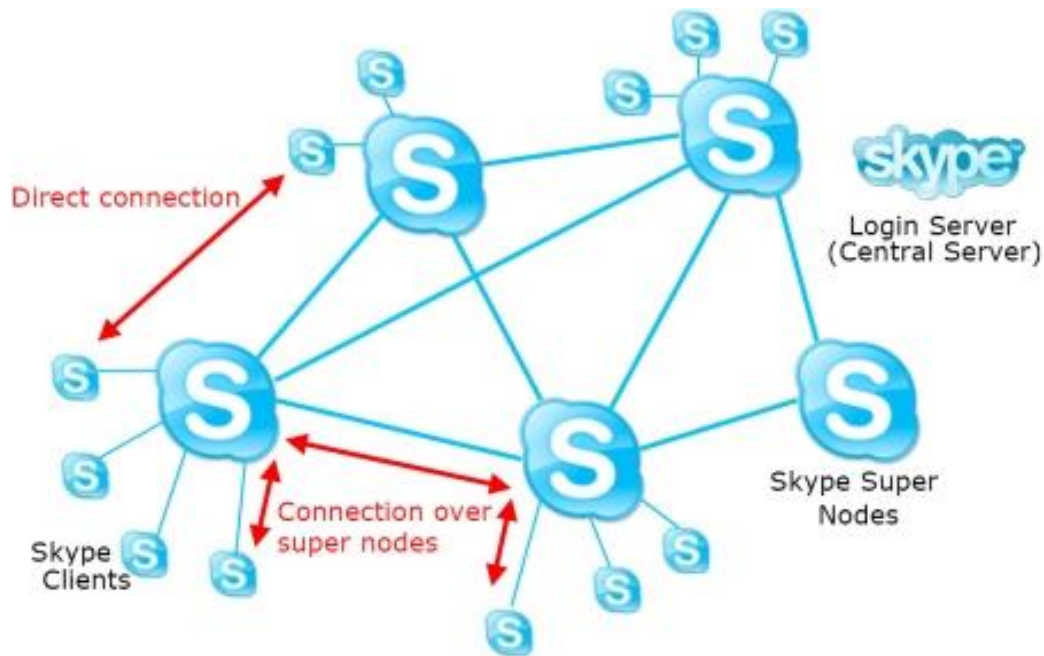 S
S
S
S
S
S
S
skype
Direct connection
Login Server
(Central Server)
S
S
S
S
S
Skype Super
Nodes
Connection over
super nodes
Skype
Clients
S
S
S
S
S